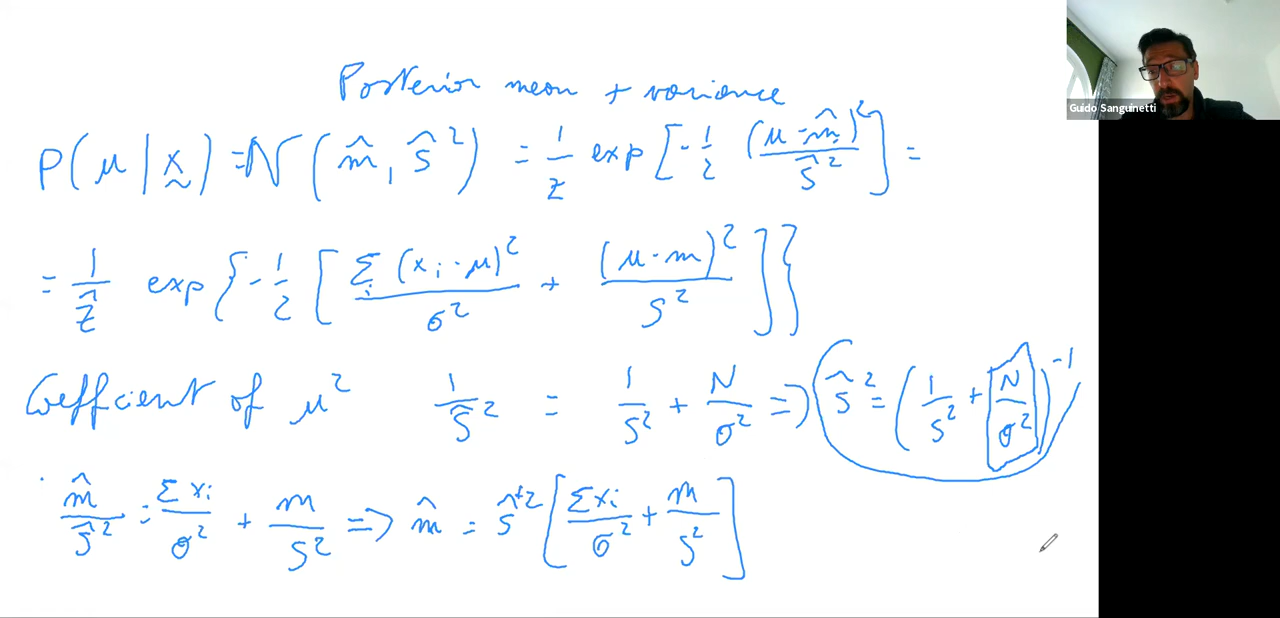 Posterior mean + variance
Guido Sanguinetti
P(μ|x̰) = N(m̂, ŝ²) = 1/Z exp[-1/2 (μ-m̂)²/ŝ²] =
= 1/Ẑ exp{-1/2 [Σᵢ(xᵢ-μ)²/σ² + (μ-m)²/s²]}
Coefficient of μ² 1/ŝ² = 1/s² + N/σ² => ŝ² = (1/s² + N/σ²)⁻¹
m̂/ŝ² = Σxᵢ/σ² + m/s² => m̂ = ŝ²[Σxᵢ/σ² + m/s²]